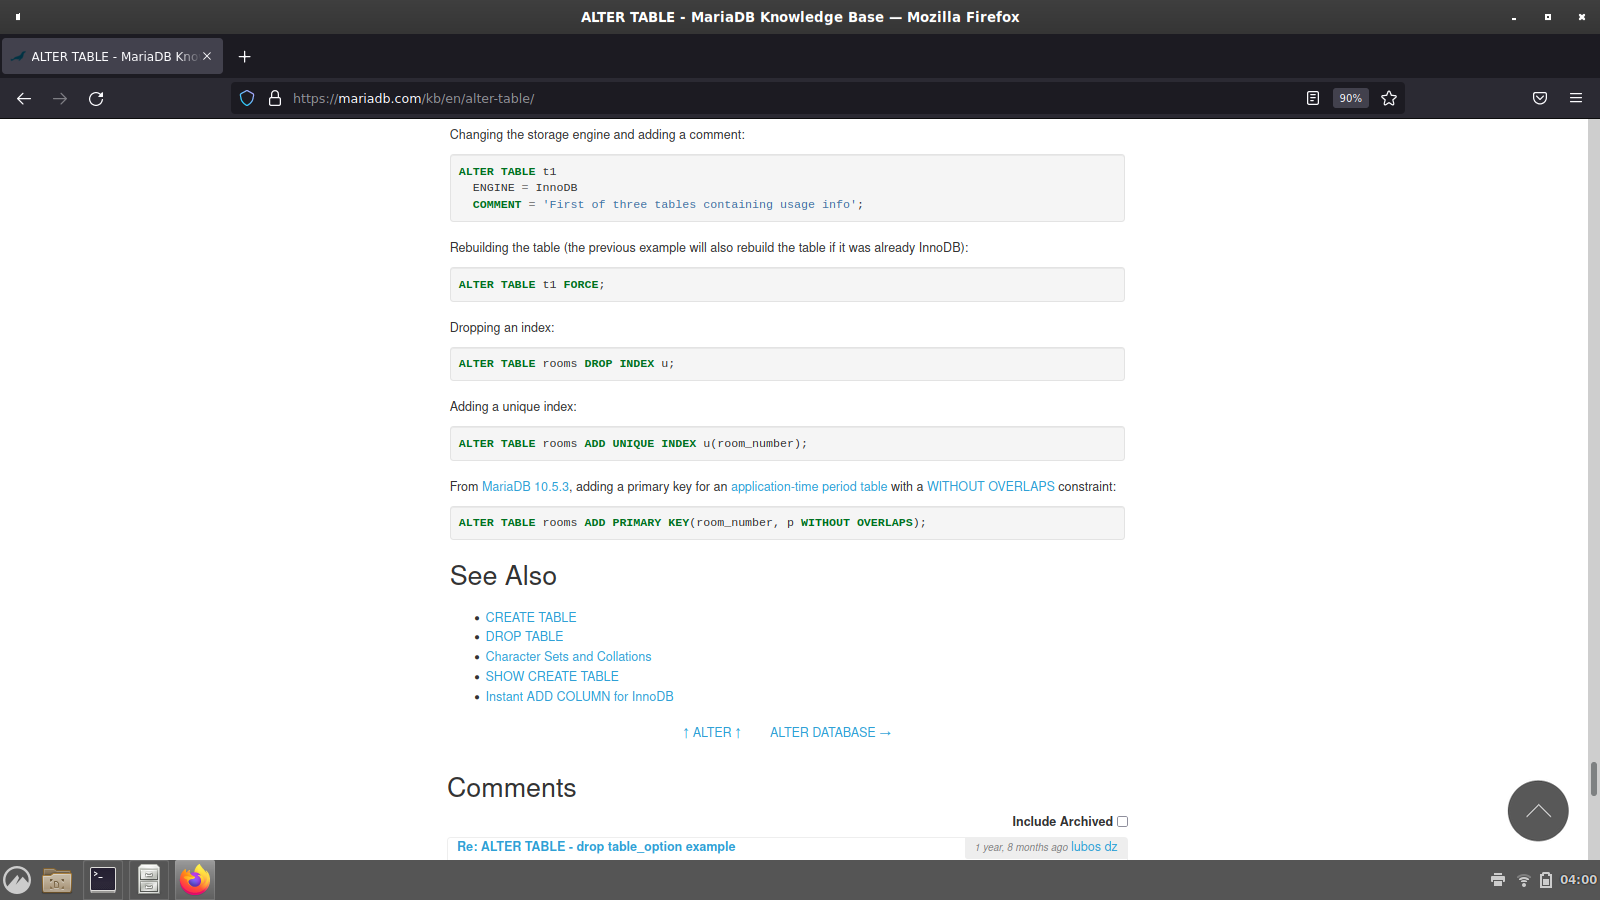 ALTER TABLE - MariaDB Knowledge Base — Mozilla Firefox
ALTER TABLE - MariaDB Kno
https://mariadb.com/kb/en/alter-table/
90%
Changing the storage engine and adding a comment:
ALTER TABLE t1
ENGINE = InnoDB
COMMENT = 'First of three tables containing usage info';
Rebuilding the table (the previous example will also rebuild the table if it was already InnoDB):
ALTER TABLE t1 FORCE;
Dropping an index:
ALTER TABLE rooms DROP INDEX u;
Adding a unique index:
ALTER TABLE rooms ADD UNIQUE INDEX u(room_number);
From MariaDB 10.5.3, adding a primary key for an application-time period table with a WITHOUT OVERLAPS constraint:
ALTER TABLE rooms ADD PRIMARY KEY(room_number, p WITHOUT OVERLAPS);
See Also
• CREATE TABLE
• DROP TABLE
• Character Sets and Collations
• SHOW CREATE TABLE
• Instant ADD COLUMN for InnoDB
↑ ALTER ↑ ALTER DATABASE →
Comments
Include Archived
Re: ALTER TABLE - drop table_option example
1 year, 8 months ago lubos dz
04:00